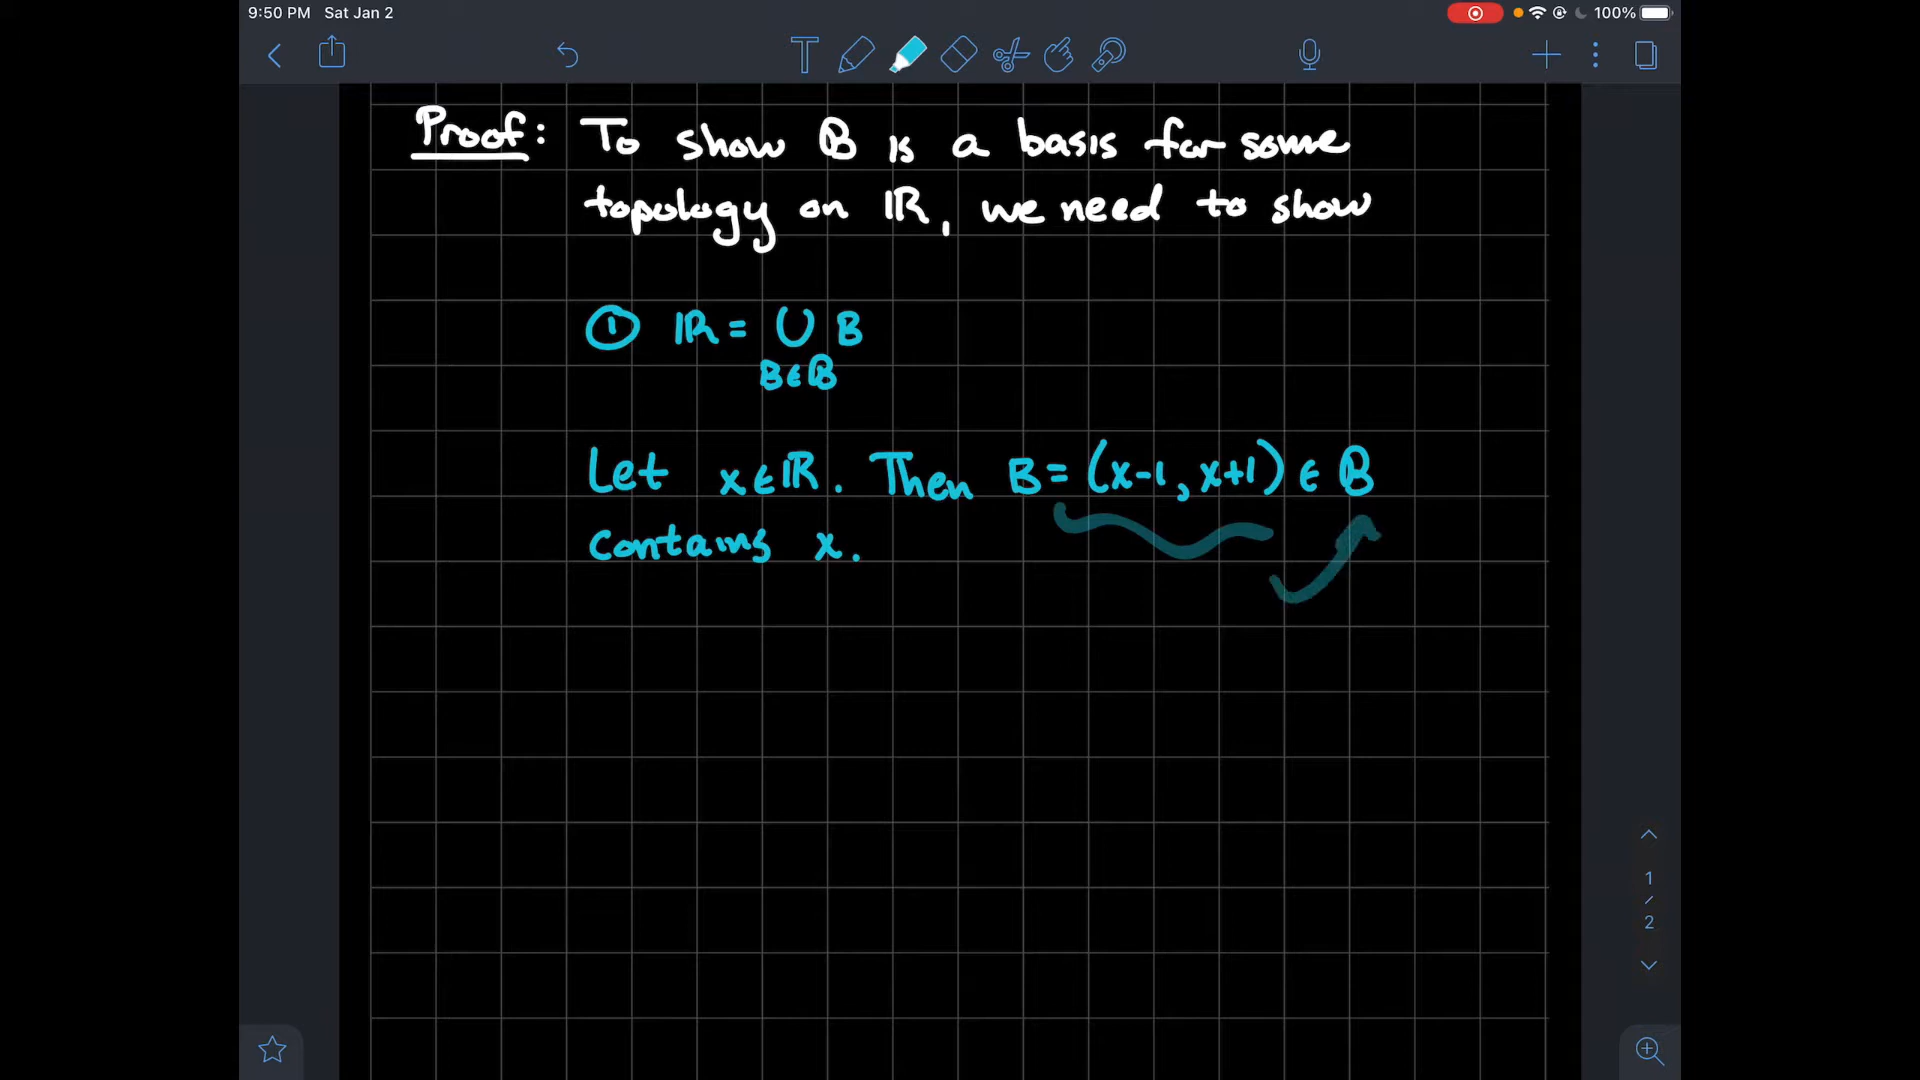 9:50 PM Sat Jan 2
100%
T
Proof: To show 𝔹 is a basis for some
topology on ℝ, we need to show
① ℝ = ∪ B
B∈𝔹
Let x∈ℝ. Then B = (x-1, x+1) ∈ 𝔹
contains x.
1
/
2